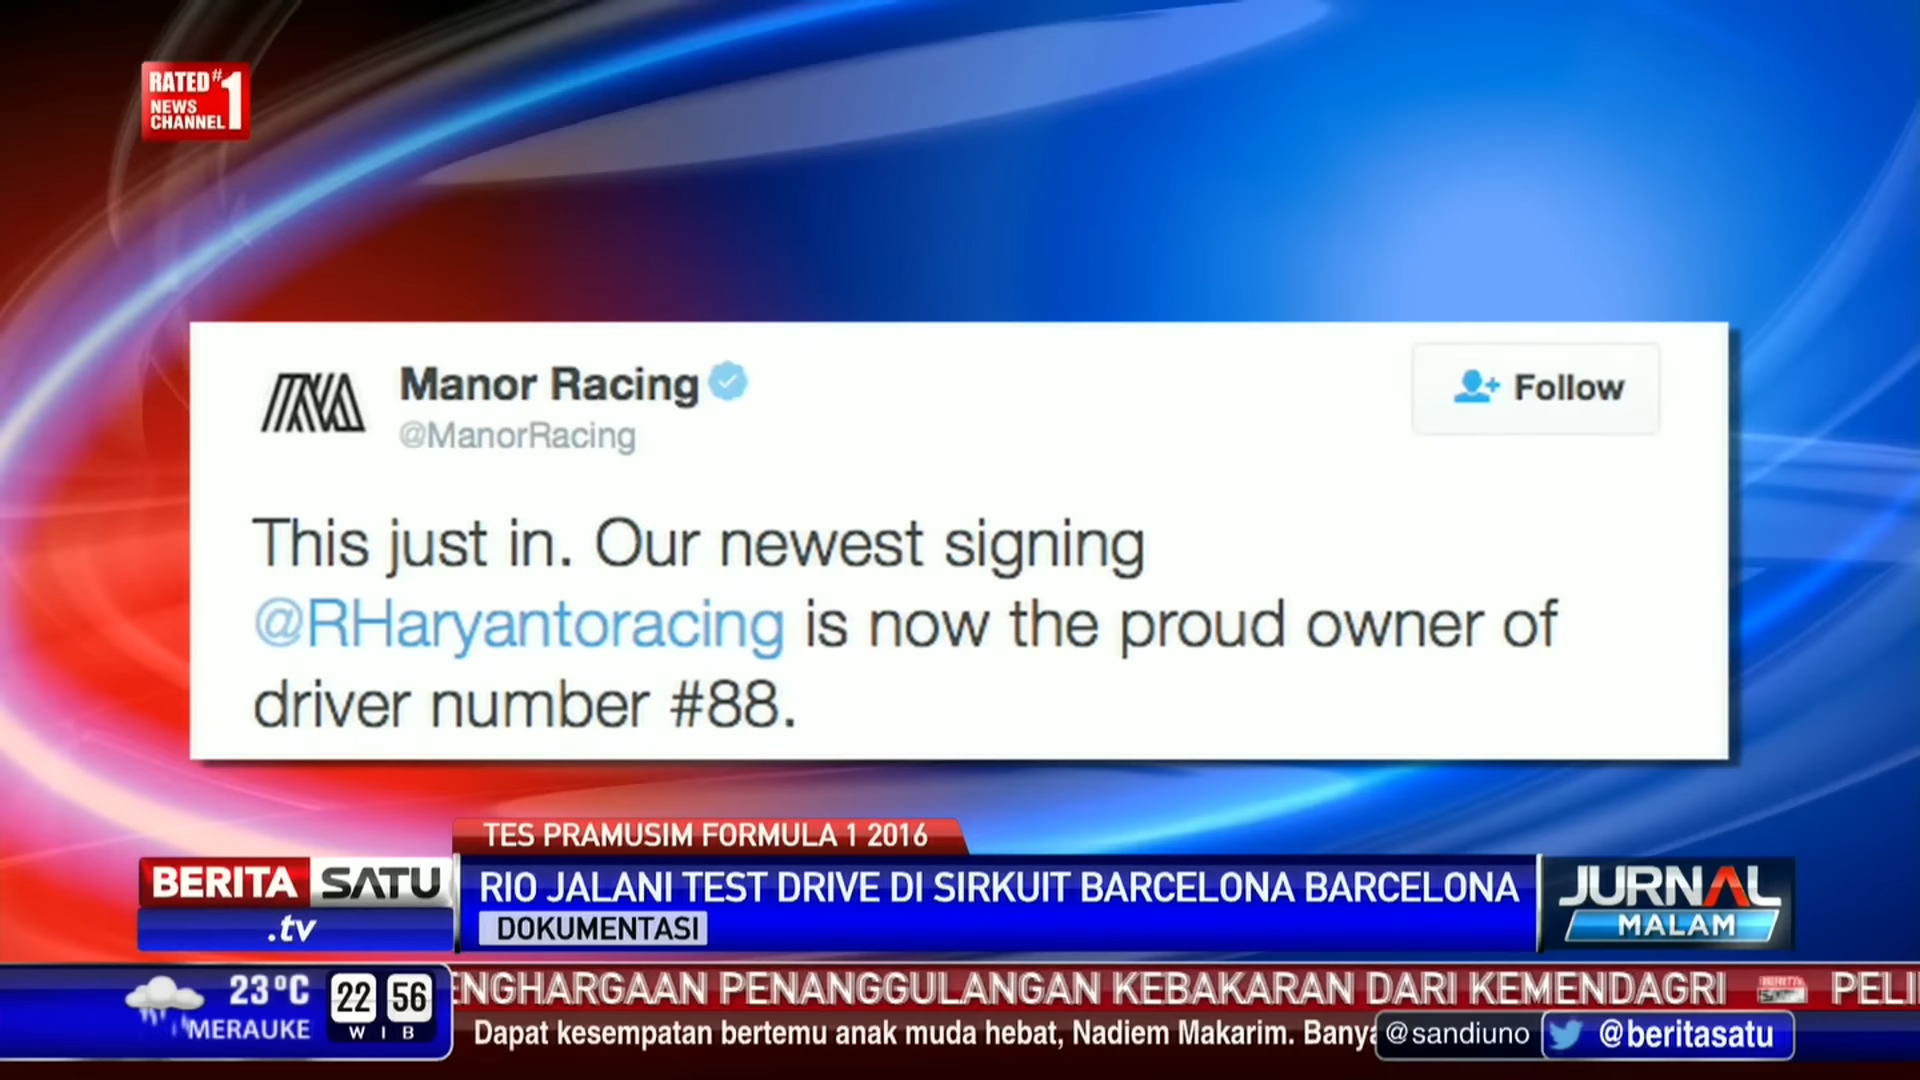 RATED #1
NEWS
CHANNEL
Manor Racing
@ManorRacing
Follow
This just in. Our newest signing
@RHaryantoracing is now the proud owner of
driver number #88.
TES PRAMUSIM FORMULA 1 2016
BERITA SATU
.tv
RIO JALANI TEST DRIVE DI SIRKUIT BARCELONA BARCELONA
DOKUMENTASI
JURNAL
MALAM
23°C
MERAUKE
22 56
WIB
ENGHARGAAN PENANGGULANGAN KEBAKARAN DARI KEMENDAGRI
PELI
Dapat kesempatan bertemu anak muda hebat, Nadiem Makarim. Banya
@sandiuno
@beritasatu